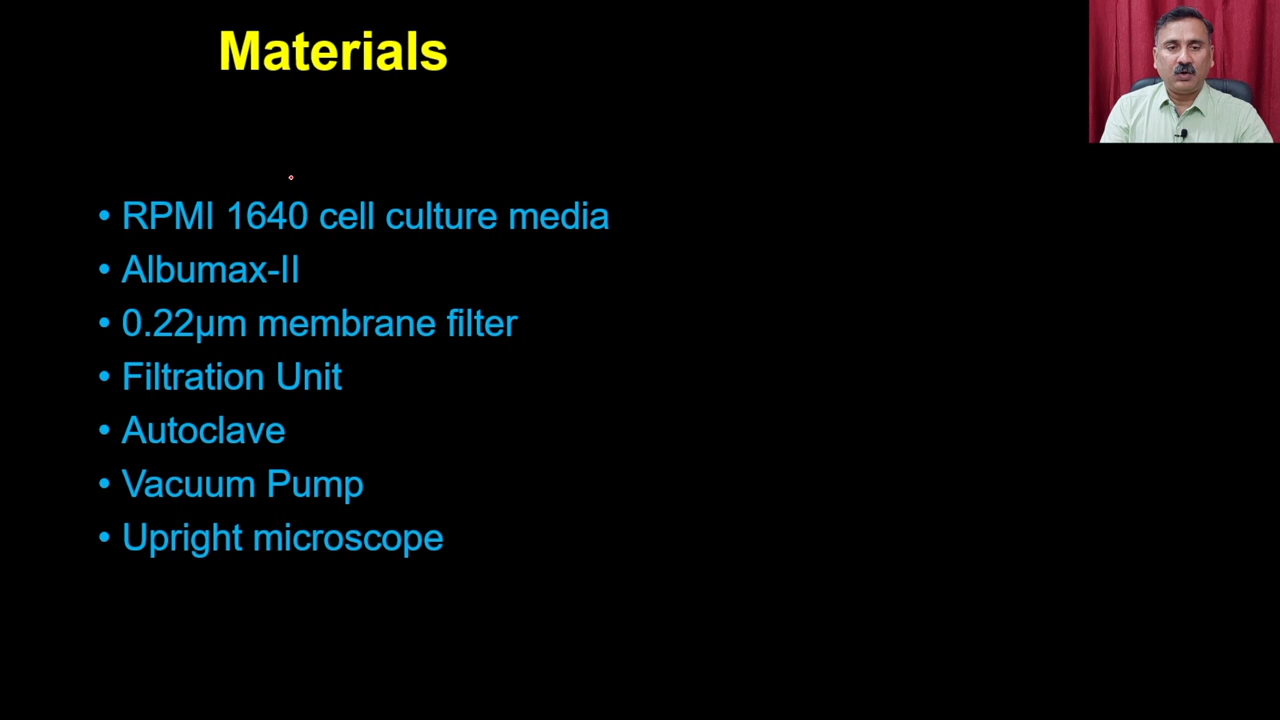 Materials
• RPMI 1640 cell culture media
• Albumax-II
• 0.22µm membrane filter
• Filtration Unit
• Autoclave
• Vacuum Pump
• Upright microscope